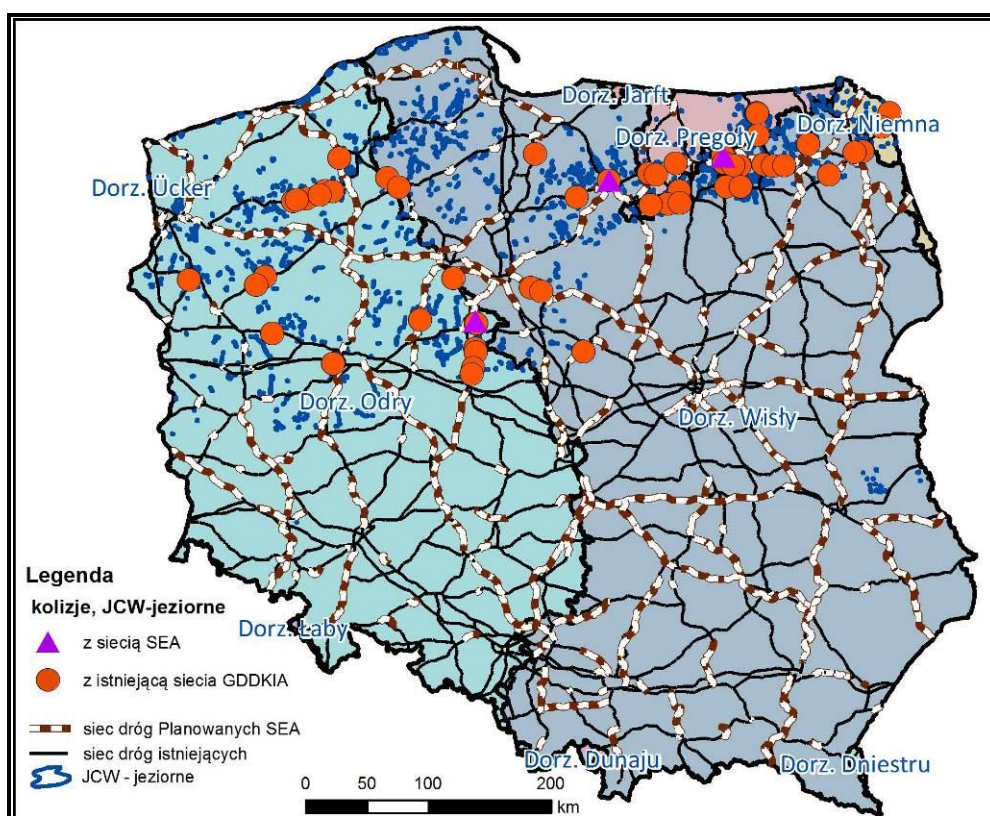 Dorz. Jarft
Dorz. Pregoły
Dorz. Niemna
Dorz. Ücker
Dorz. Odry
Dorz. Wisły
Legenda
kolizje, JCW-jeziorne
z siecią SEA
z istniejącą siecia GDDKIA
siec dróg Planowanych SEA
siec dróg istniejących
JCW - jeziorne
Dorz. Łaby
Dorz. Dunaju
Dorz. Dniestru
0 50 100 200
km